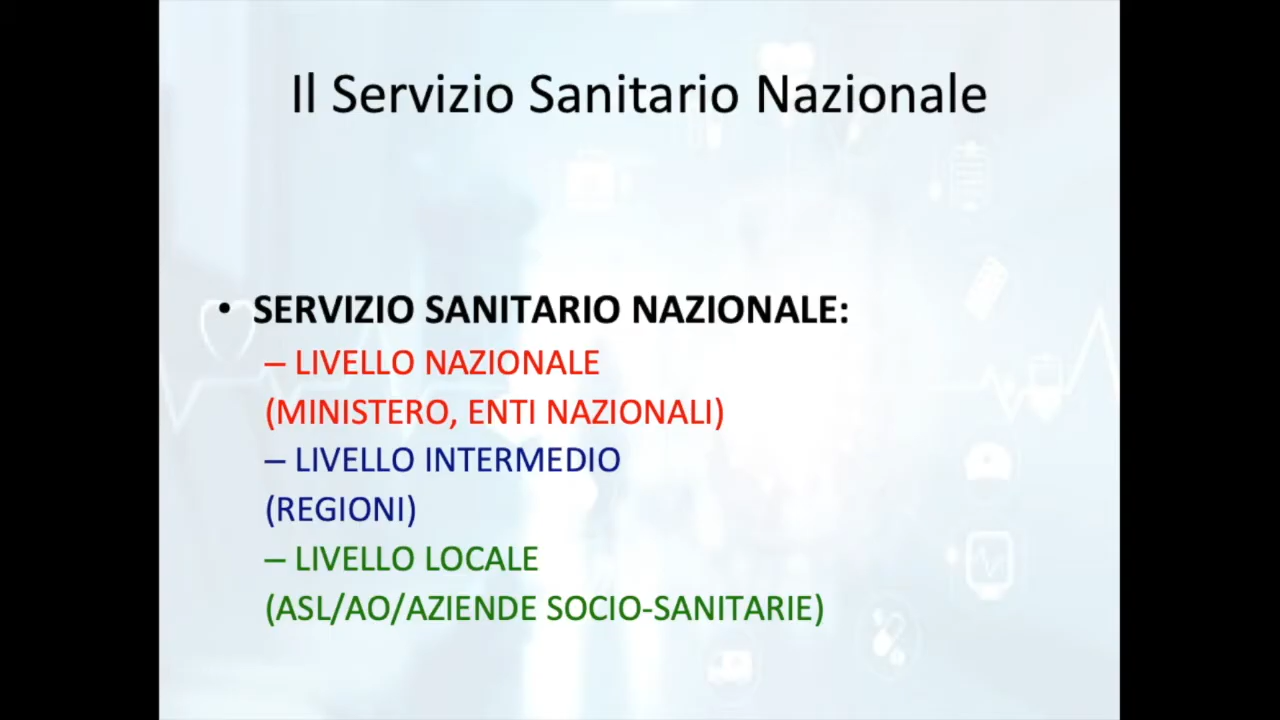 Il Servizio Sanitario Nazionale
• SERVIZIO SANITARIO NAZIONALE:
– LIVELLO NAZIONALE
(MINISTERO, ENTI NAZIONALI)
– LIVELLO INTERMEDIO
(REGIONI)
– LIVELLO LOCALE
(ASL/AO/AZIENDE SOCIO-SANITARIE)